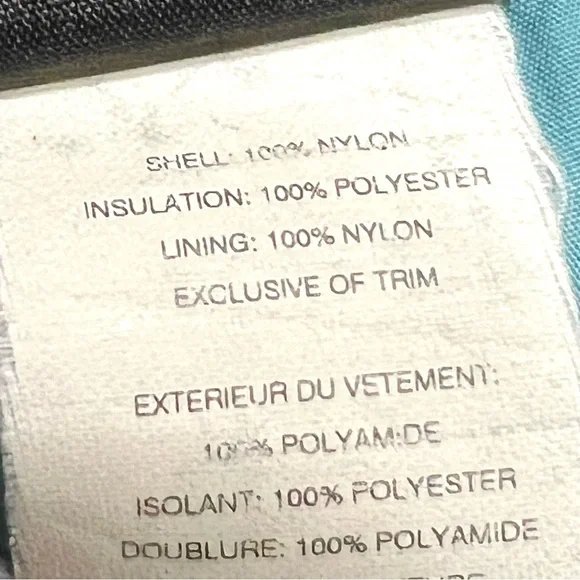 SHELL: 100% NYLON
INSULATION: 100% POLYESTER
LINING: 100% NYLON
EXCLUSIVE OF TRIM
EXTERIEUR DU VETEMENT:
100% POLYAMIDE
ISOLANT: 100% POLYESTER
DOUBLURE: 100% POLYAMIDE